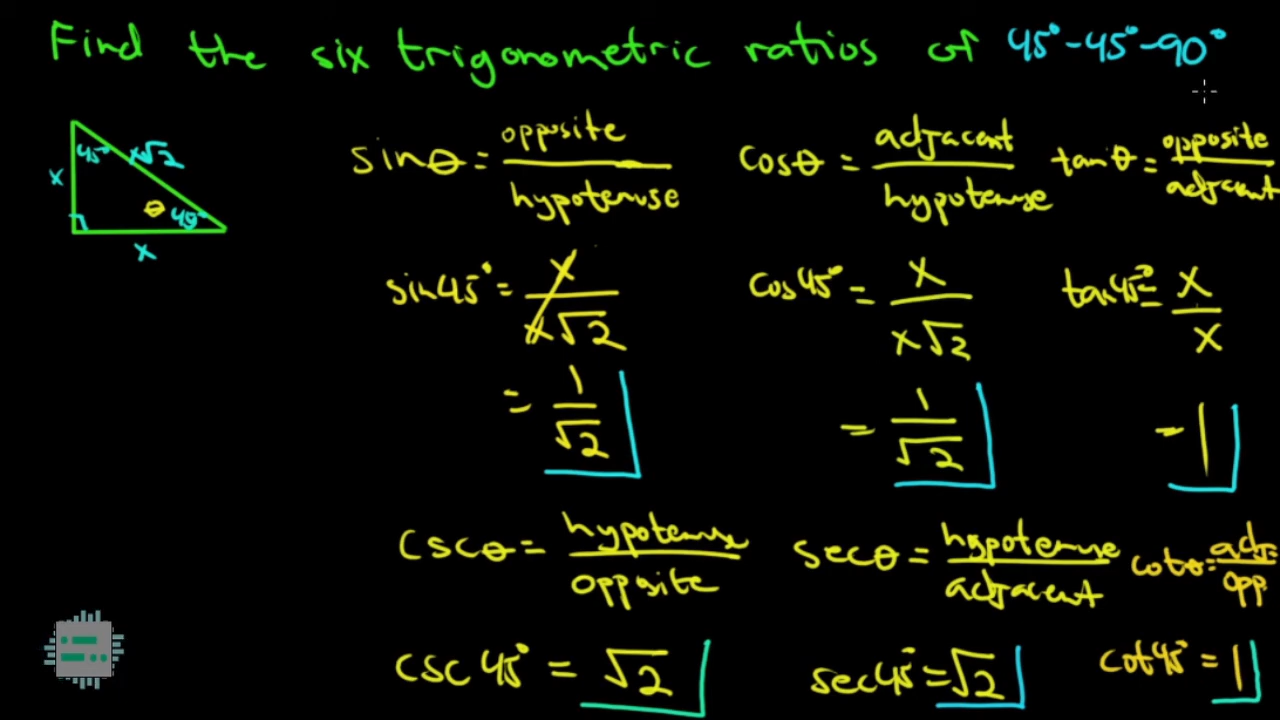 Find the six trigonometric ratios of 45°-45°-90°
45° x√2
x
θ 45°
x
sinθ = opposite/hypotenuse cosθ = adjacent/hypotenuse tanθ = opposite/adjacent
sin45° = x/x√2 cos45° = x/x√2 tan45° = x/x
= 1/√2 = 1/√2 = 1
cscθ = hypotenuse/opposite secθ = hypotenuse/adjacent cotθ = adj/opp
csc45° = √2 sec45° = √2 cot45° = 1